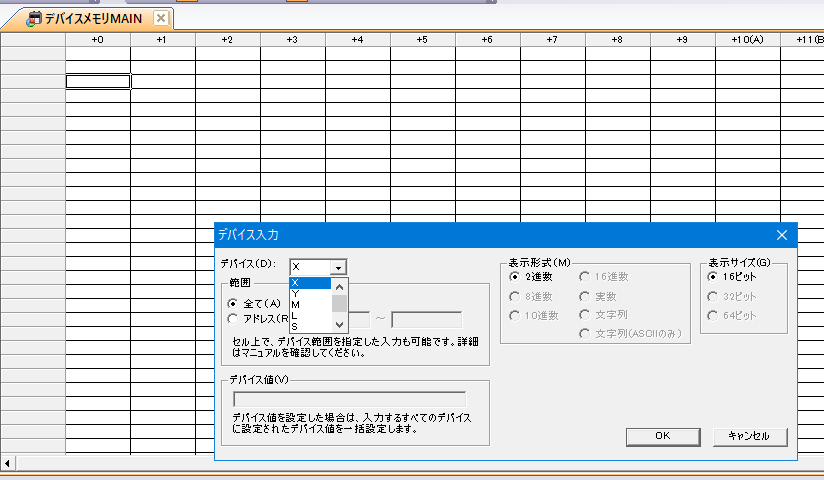 デバイスメモリMAIN
+0 +1 +2 +3 +4 +5 +6 +7 +8 +9 +10(A) +11(B
デバイス入力
デバイス(D): X
X
Y
M
L
S
範囲
全て(A)
アドレス(R
～
セル上で、デバイス範囲を指定した入力も可能です。詳細
はマニュアルを確認してください。
デバイス値(V)
デバイス値を設定した場合は、入力するすべてのデバイス
に設定されたデバイス値を一括設定します。
表示形式(M)
2進数 16進数
8進数 実数
10進数 文字列
文字列(ASCIIのみ)
表示サイズ(G)
16ビット
32ビット
64ビット
OK キャンセル